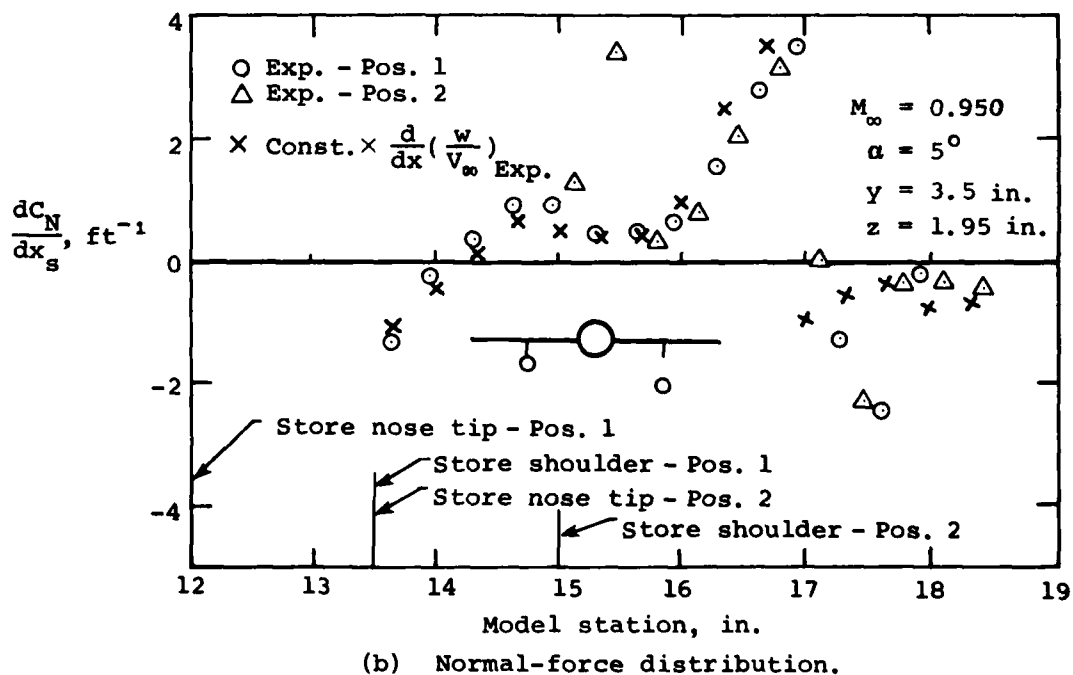 4
2
0
-2
-4
dC_N/dx_s, ft⁻¹
○ Exp. - Pos. 1
△ Exp. - Pos. 2
× Const. × d/dx(w/V_∞)_Exp.
M_∞ = 0.950
α = 5°
y = 3.5 in.
z = 1.95 in.
Store nose tip - Pos. 1
Store shoulder - Pos. 1
Store nose tip - Pos. 2
Store shoulder - Pos. 2
12 13 14 15 16 17 18 19
Model station, in.
(b) Normal-force distribution.